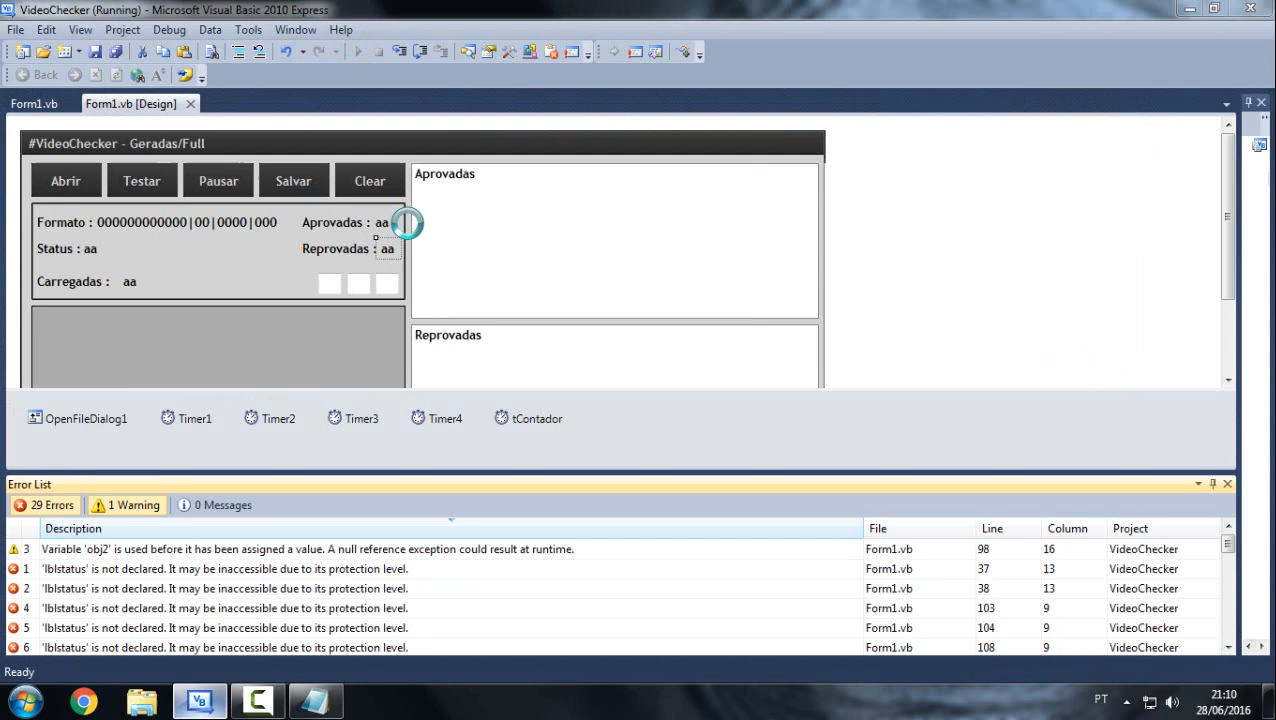 VideoChecker (Running) - Microsoft Visual Basic 2010 Express
File Edit View Project Debug Data Tools Window Help
Back
Form1.vb Form1.vb [Design]
#VideoChecker - Geradas/Full
Abrir Testar Pausar Salvar Clear
Aprovadas
Formato : 000000000000|00|0000|000 Aprovadas : aa
Status : aa Reprovadas : aa
Carregadas : aa
Reprovadas
OpenFileDialog1 Timer1 Timer2 Timer3 Timer4 tContador
Error List
29 Errors 1 Warning 0 Messages
Description File Line Column Project
3 Variable 'obj2' is used before it has been assigned a value. A null reference exception could result at runtime. Form1.vb 98 16 VideoChecker
1 'lblstatus' is not declared. It may be inaccessible due to its protection level. Form1.vb 37 13 VideoChecker
2 'lblstatus' is not declared. It may be inaccessible due to its protection level. Form1.vb 38 13 VideoChecker
4 'lblstatus' is not declared. It may be inaccessible due to its protection level. Form1.vb 103 9 VideoChecker
5 'lblstatus' is not declared. It may be inaccessible due to its protection level. Form1.vb 104 9 VideoChecker
6 'lblstatus' is not declared. It may be inaccessible due to its protection level. Form1.vb 108 9 VideoChecker
Ready
VB PT 21:10
28/06/2016